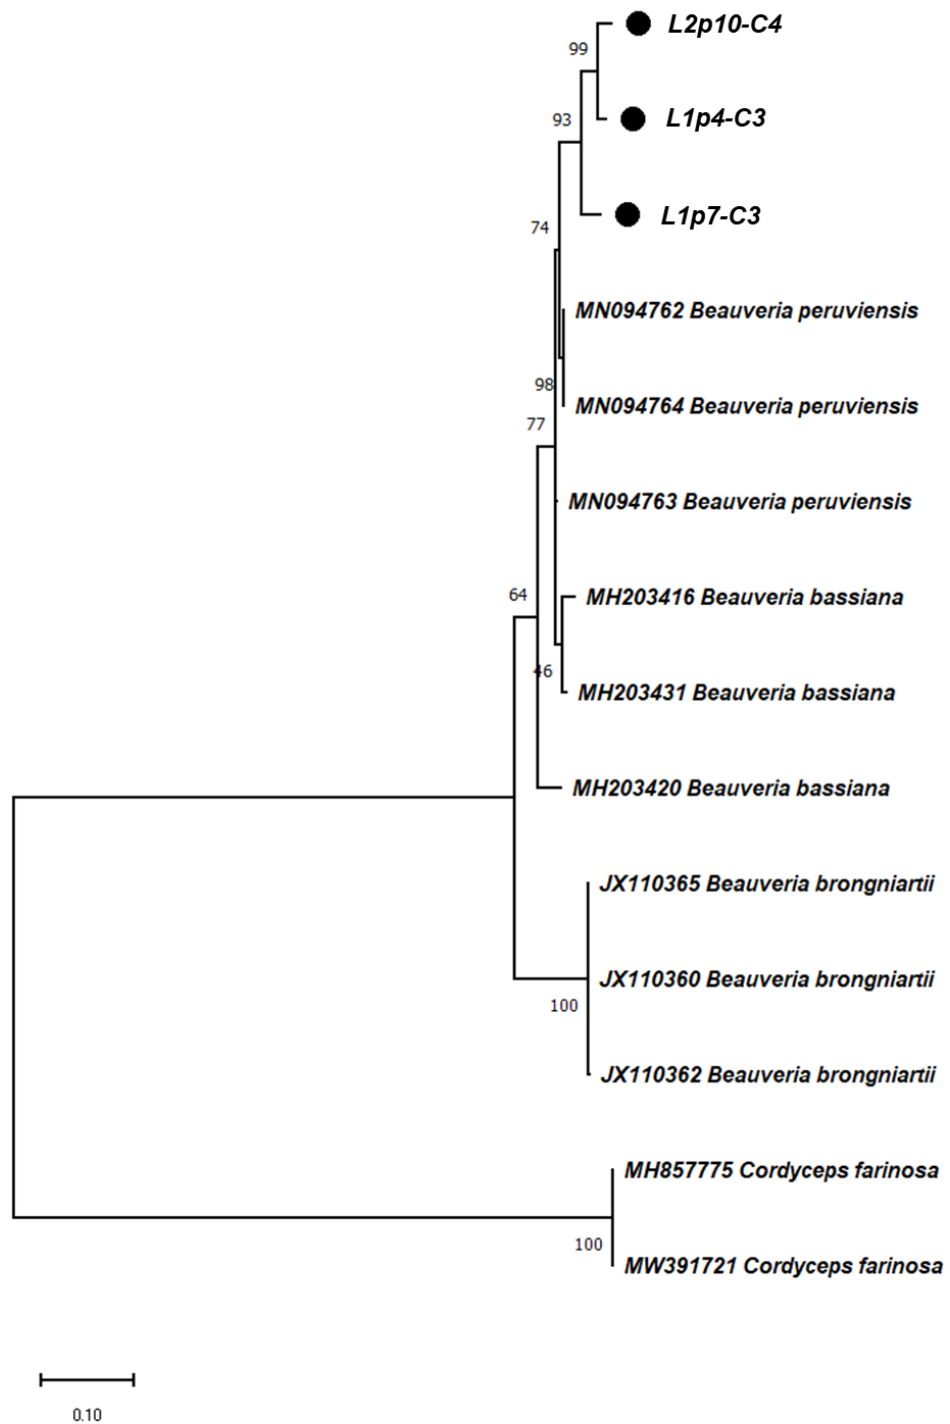 L2p10-C4
99
L1p4-C3
93
L1p7-C3
74
MN094762 Beauveria peruviensis
98
MN094764 Beauveria peruviensis
77
MN094763 Beauveria peruviensis
64
MH203416 Beauveria bassiana
46
MH203431 Beauveria bassiana
MH203420 Beauveria bassiana
JX110365 Beauveria brongniartii
JX110360 Beauveria brongniartii
100
JX110362 Beauveria brongniartii
MH857775 Cordyceps farinosa
100
MW391721 Cordyceps farinosa
0.10